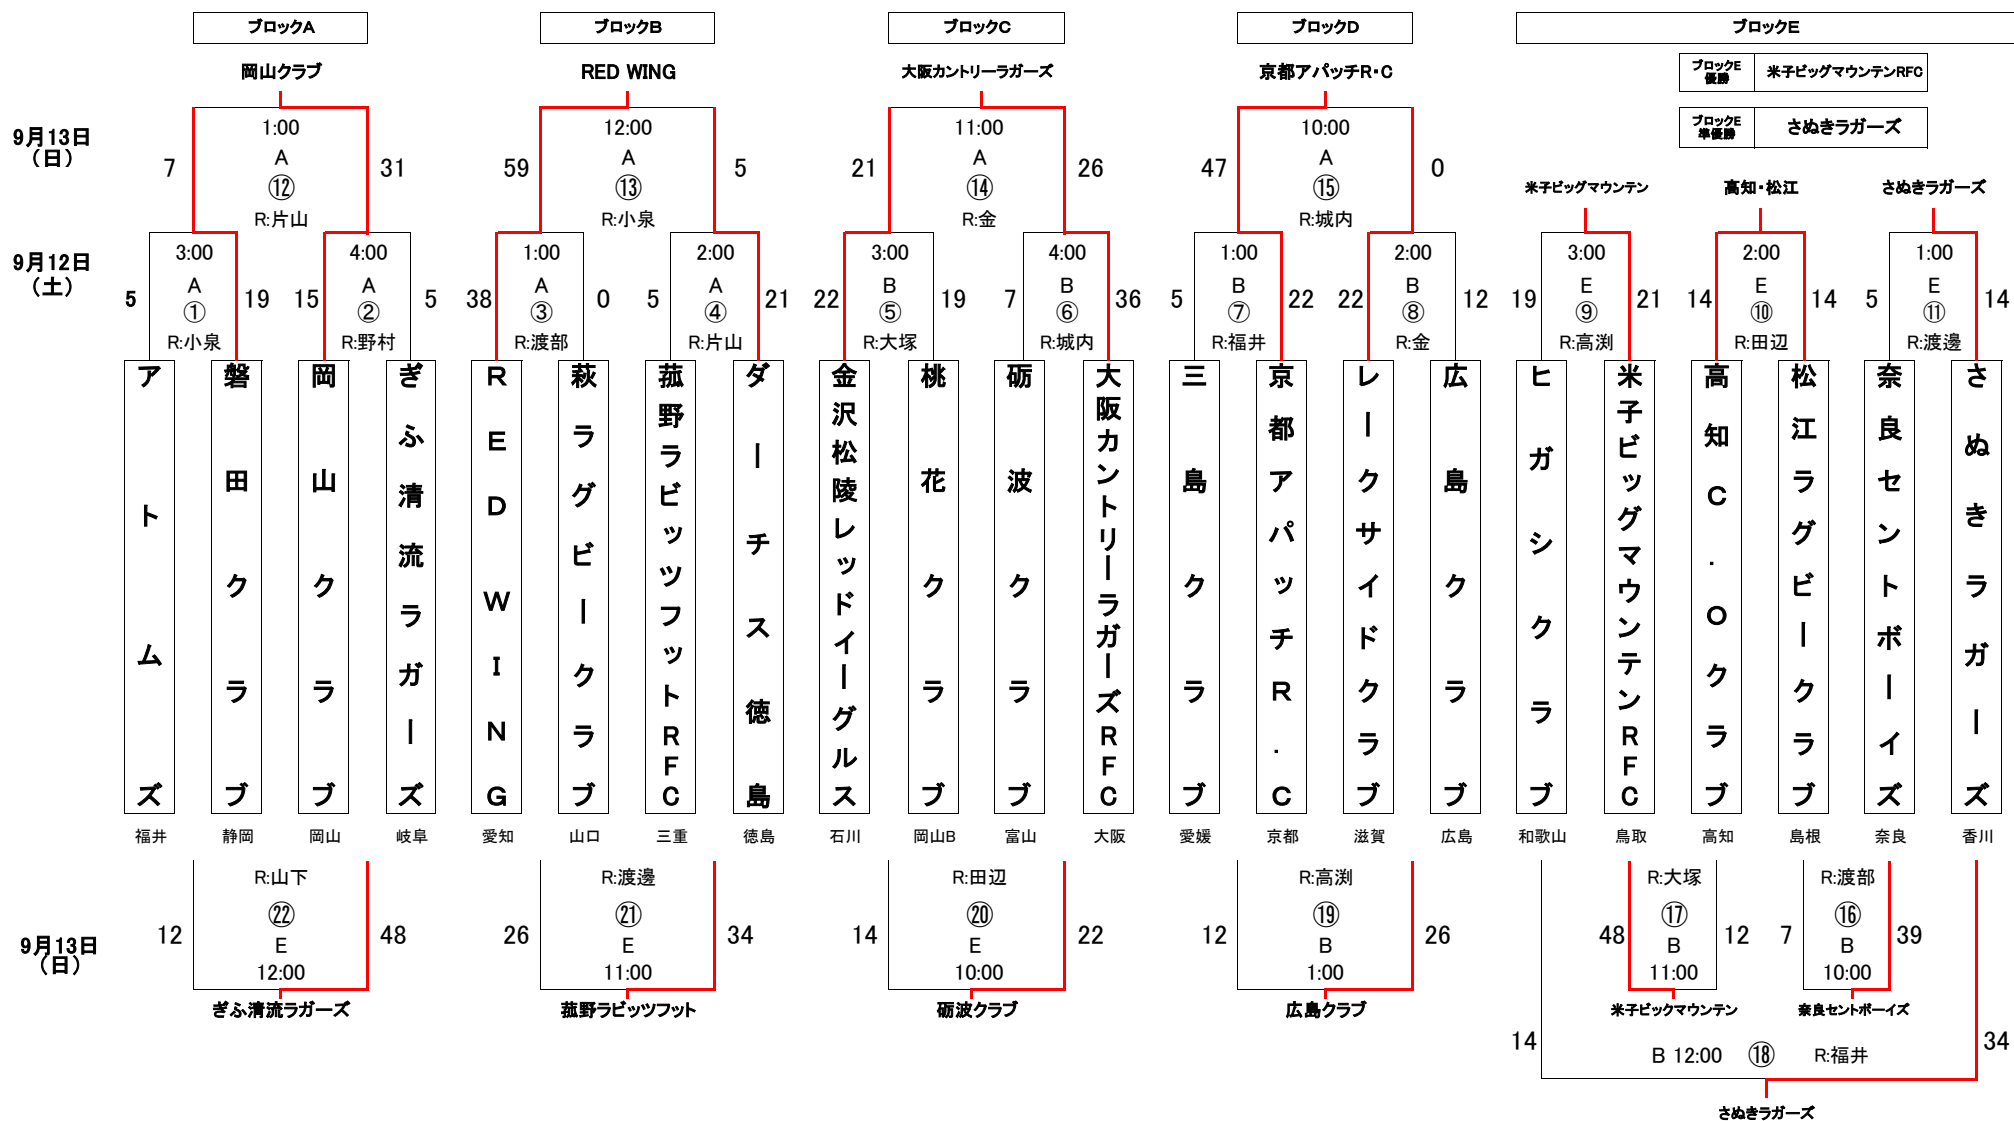 ブロックA
ブロックB
ブロックC
ブロックD
ブロックE
岡山クラブ
RED WING
大阪カントリーラガーズ
京都アパッチR・C
ブロックE
優勝
米子ビッグマウンテンRFC
ブロックE
準優勝
さぬきラガーズ
9月13日
（日）
7
1:00
A
⑫
R:片山
31
59
12:00
A
⑬
R:小泉
5
21
11:00
A
⑭
R:金
26
47
10:00
A
⑮
R:城内
0
米子ビッグマウンテン
高知・松江
さぬきラガーズ
9月12日
（土）
5
3:00
A
①
R:小泉
19
15
4:00
A
②
R:野村
5
38
1:00
A
③
R:渡部
0
5
2:00
A
④
R:片山
21
22
3:00
B
⑤
R:大塚
19
7
4:00
B
⑥
R:城内
36
5
1:00
B
⑦
R:福井
22
22
2:00
B
⑧
R:金
12
19
3:00
E
⑨
R:高渕
21
14
2:00
E
⑩
R:田辺
14
5
1:00
E
⑪
R:渡邊
14
アトムズ
磐田クラブ
岡山クラブ
ぎふ清流ラガーズ
RED WING
萩ラグビークラブ
菰野ラビッツフットRFC
ダーチス徳島
金沢松陵レッドイーグルス
桃花クラブ
砺波クラブ
大阪カントリーラガーズRFC
三島クラブ
京都アパッチR.C
レークサイドクラブ
広島クラブ
ヒガシクラブ
米子ビッグマウンテンRFC
高知C.Oクラブ
松江ラグビークラブ
奈良セントボーイズ
さぬきラガーズ
福井
静岡
岡山
岐阜
愛知
山口
三重
徳島
石川
岡山B
富山
大阪
愛媛
京都
滋賀
広島
和歌山
鳥取
高知
島根
奈良
香川
9月13日
（日）
12
R:山下
㉒
E
12:00
48
ぎふ清流ラガーズ
26
R:渡邊
㉑
E
11:00
34
菰野ラビッツフット
14
R:田辺
⑳
E
10:00
22
砺波クラブ
12
R:高渕
⑲
B
1:00
26
広島クラブ
48
R:大塚
⑰
B
11:00
12
米子ビックマウンテン
7
R:渡部
⑯
B
10:00
39
奈良セントボーイズ
14
B 12:00 ⑱ R:福井
34
さぬきラガーズ